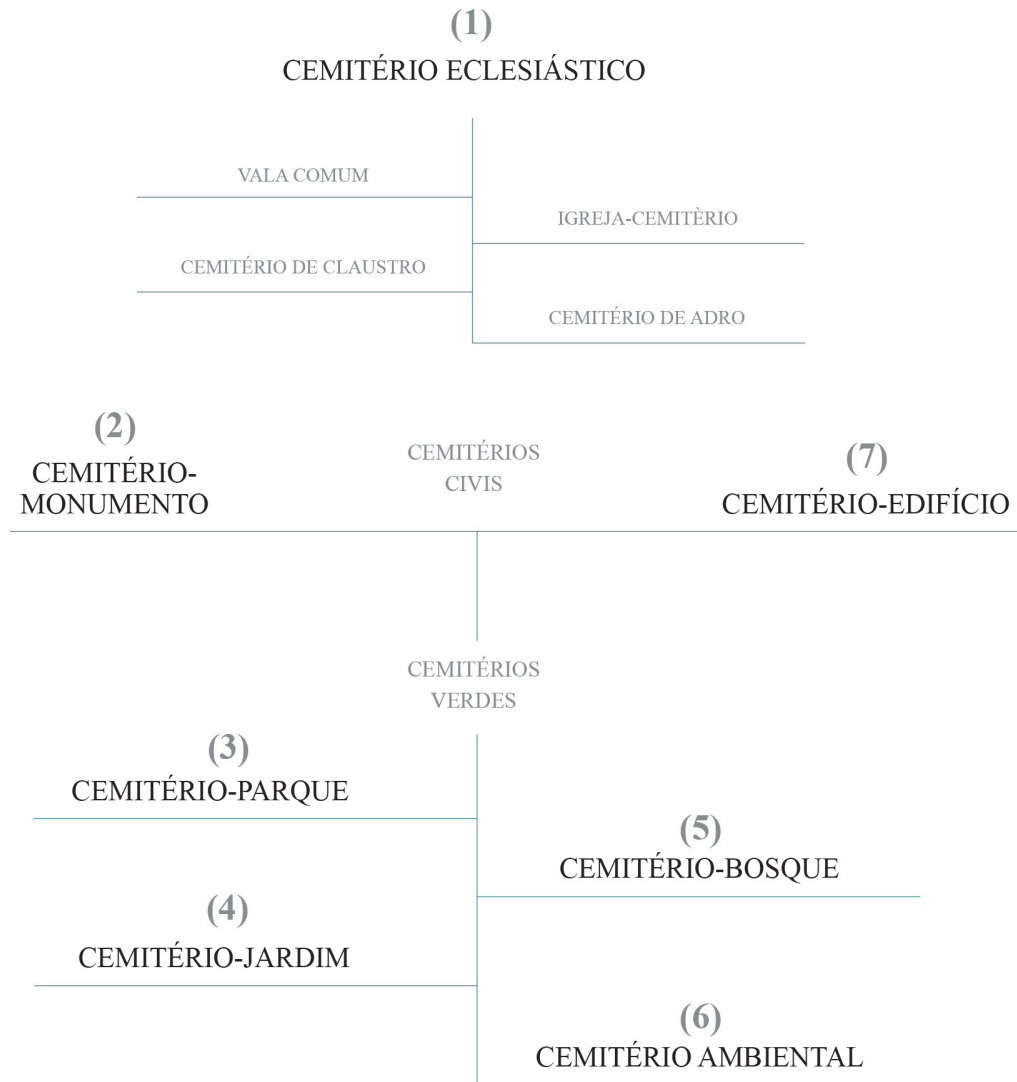 (1)
CEMITÉRIO ECLESIÁSTICO
VALA COMUM
IGREJA-CEMITÈRIO
CEMITÉRIO DE CLAUSTRO
CEMITÉRIO DE ADRO
(2)
CEMITÉRIO-
MONUMENTO
CEMITÉRIOS
CIVIS
(7)
CEMITÉRIO-EDIFÍCIO
CEMITÉRIOS
VERDES
(3)
CEMITÉRIO-PARQUE
(5)
CEMITÉRIO-BOSQUE
(4)
CEMITÉRIO-JARDIM
(6)
CEMITÉRIO AMBIENTAL